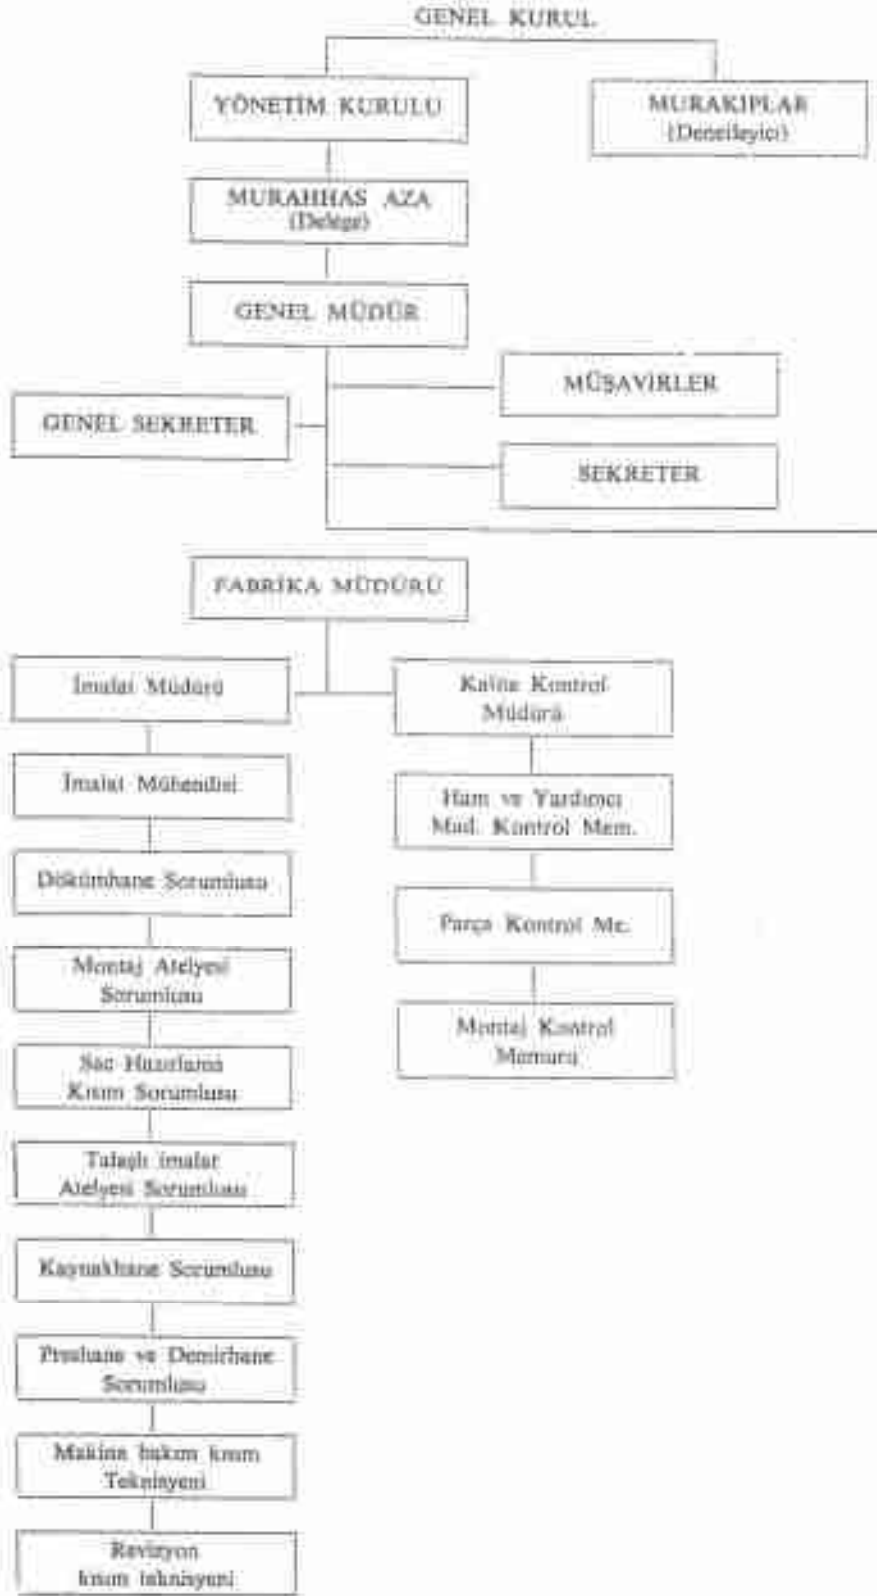 GENEL KURUL
YÖNETİM KURULU
MURAKIPLAR
(Denetleyici)
MURAHHAS AZA
(Delege)
GENEL MÜDÜR
MÜŞAVİRLER
GENEL SEKRETER
SEKRETER
FABRİKA MÜDÜRÜ
İmalat Müdürü
Kalite Kontrol
Müdürü
İmalat Mühendisi
Ham ve Yardımcı
Mad. Kontrol Mem.
Dökümhane Sorumlusu
Parça Kontrol Me.
Montaj Atelyesi
Sorumlusu
Montaj Kontrol
Memuru
Sac Hazırlama
Kısım Sorumlusu
Talaşlı imalat
Atelyesi Sorumlusu
Kaynakhane Sorumlusu
Preshane ve Demirhane
Sorumlusu
Makina bakım kısım
Teknisyeni
Revizyon
kısım teknisyeni